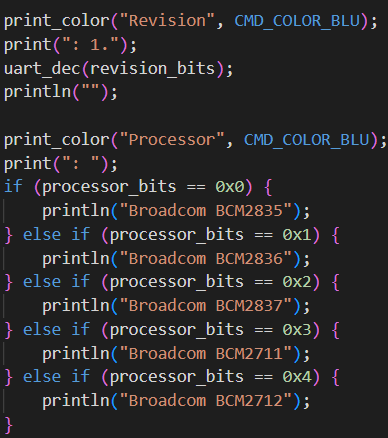 print_color("Revision", CMD_COLOR_BLU);
print(": 1.");
uart_dec(revision_bits);
println("");

print_color("Processor", CMD_COLOR_BLU);
print(": ");
if (processor_bits == 0x0) {
    println("Broadcom BCM2835");
} else if (processor_bits == 0x1) {
    println("Broadcom BCM2836");
} else if (processor_bits == 0x2) {
    println("Broadcom BCM2837");
} else if (processor_bits == 0x3) {
    println("Broadcom BCM2711");
} else if (processor_bits == 0x4) {
    println("Broadcom BCM2712");
}